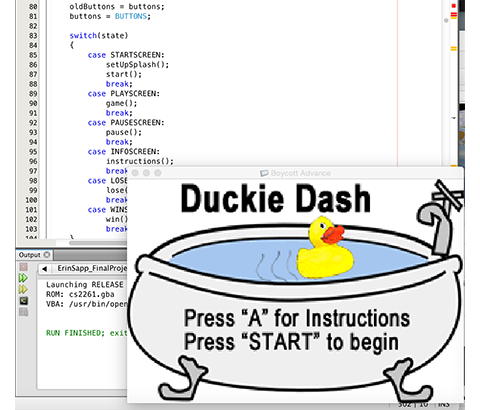 80 oldButtons = buttons;
81 buttons = BUTTONS;
82
83 switch(state)
84 {
85 case STARTSCREEN:
86 setUpSplash();
87 start();
88 break;
89 case PLAYSCREEN:
90 game();
91 break;
92 case PAUSESCREEN:
93 pause();
94 break;
95 case INFOSCREEN:
96 instructions();
97 break
98 case LOSE
99 lose(
100 break
101 case WINS
102 win()
103 break
104 {
Boycott Advance
Duckie Dash
Press “A” for Instructions
Press “START” to begin
Output
ErinSapp_FinalProje
Launching RELEASE
ROM: cs2261.gba
VBA: /usr/bin/open
RUN FINISHED; exit
INS